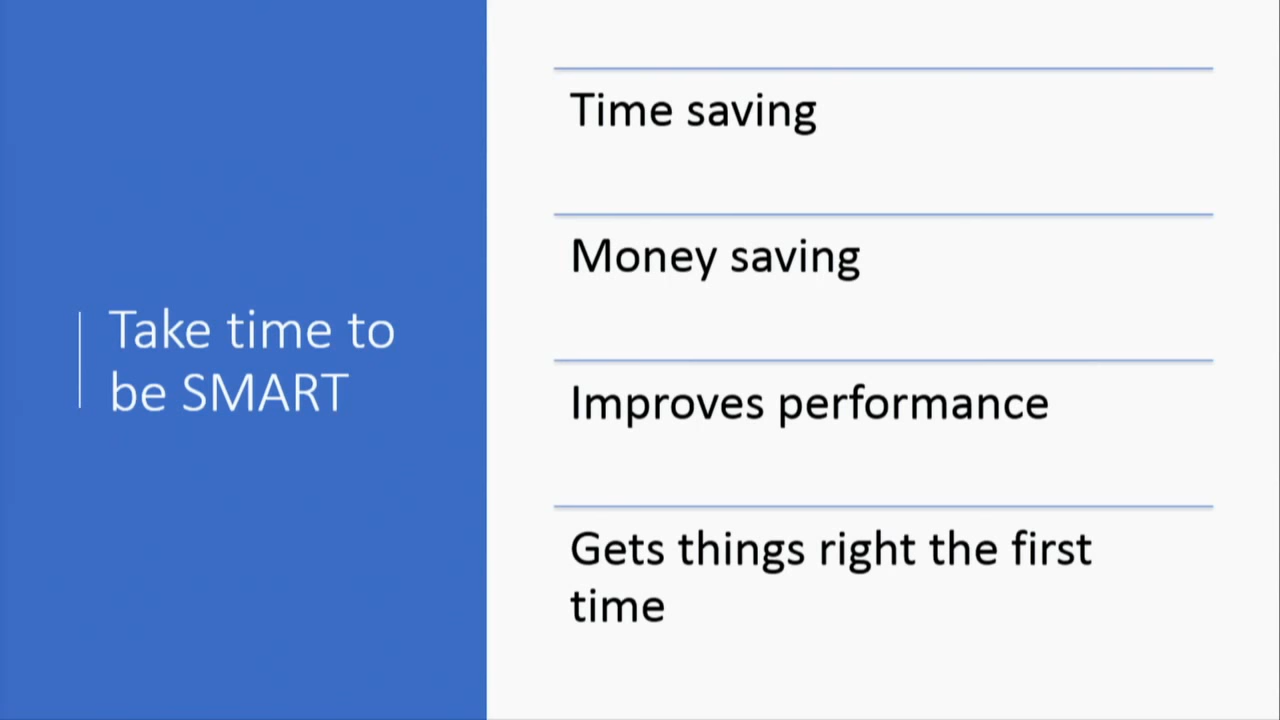 Take time to
be SMART
Time saving
Money saving
Improves performance
Gets things right the first
time